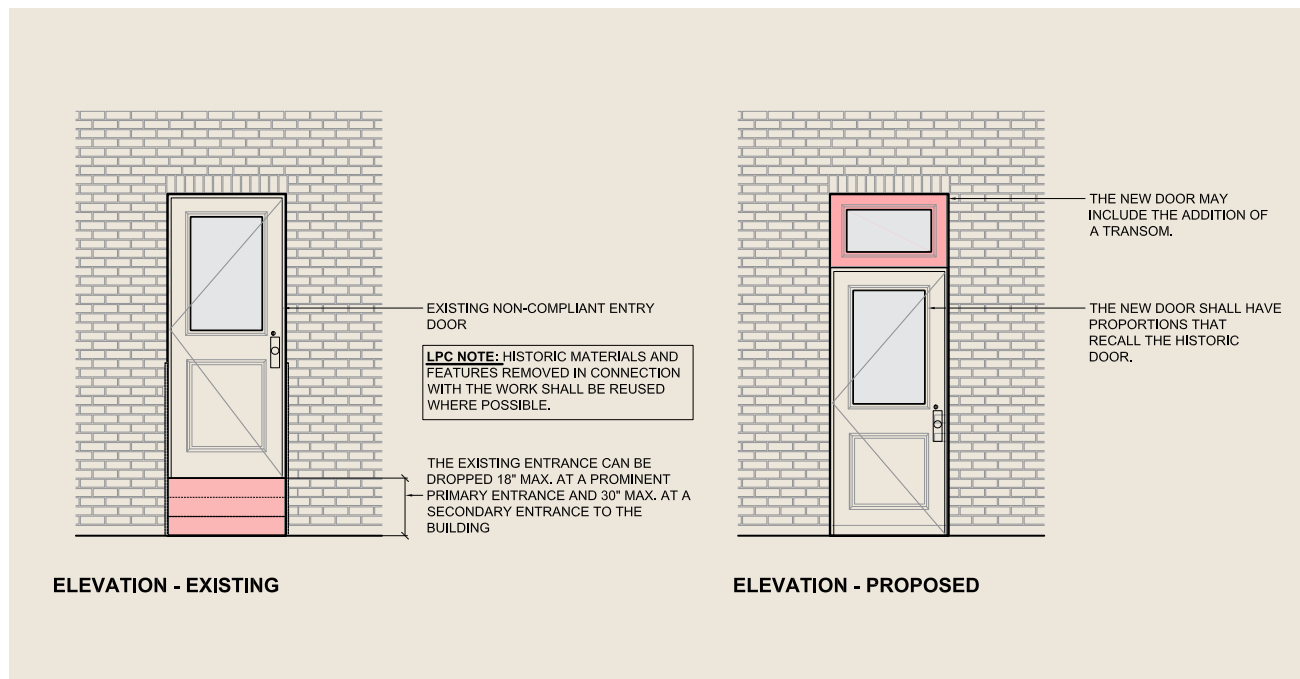 EXISTING NON-COMPLIANT ENTRY
DOOR
LPC NOTE: HISTORIC MATERIALS AND
FEATURES REMOVED IN CONNECTION
WITH THE WORK SHALL BE REUSED
WHERE POSSIBLE.
THE EXISTING ENTRANCE CAN BE
DROPPED 18" MAX. AT A PROMINENT
PRIMARY ENTRANCE AND 30" MAX. AT A
SECONDARY ENTRANCE TO THE
BUILDING
ELEVATION - EXISTING
THE NEW DOOR MAY
INCLUDE THE ADDITION OF
A TRANSOM.
THE NEW DOOR SHALL HAVE
PROPORTIONS THAT
RECALL THE HISTORIC
DOOR.
ELEVATION - PROPOSED